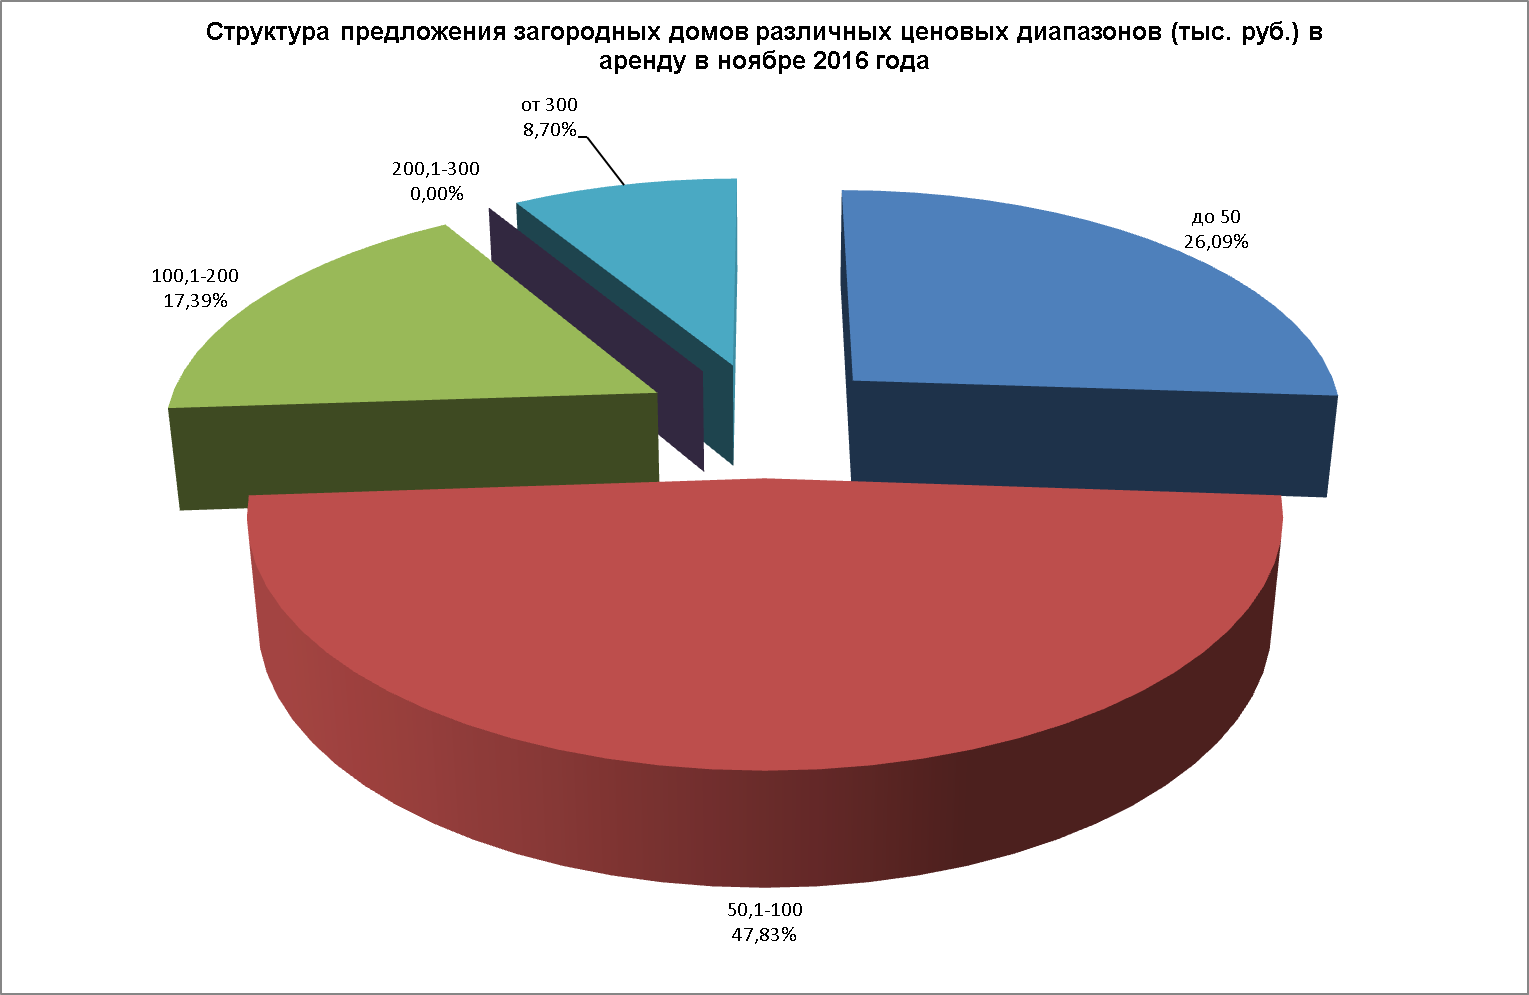 Структура предложения загородных домов различных ценовых диапазонов (тыс. руб.) в
аренду в ноябре 2016 года
от 300
8,70%
200,1-300
0,00%
до 50
26,09%
100,1-200
17,39%
50,1-100
47,83%